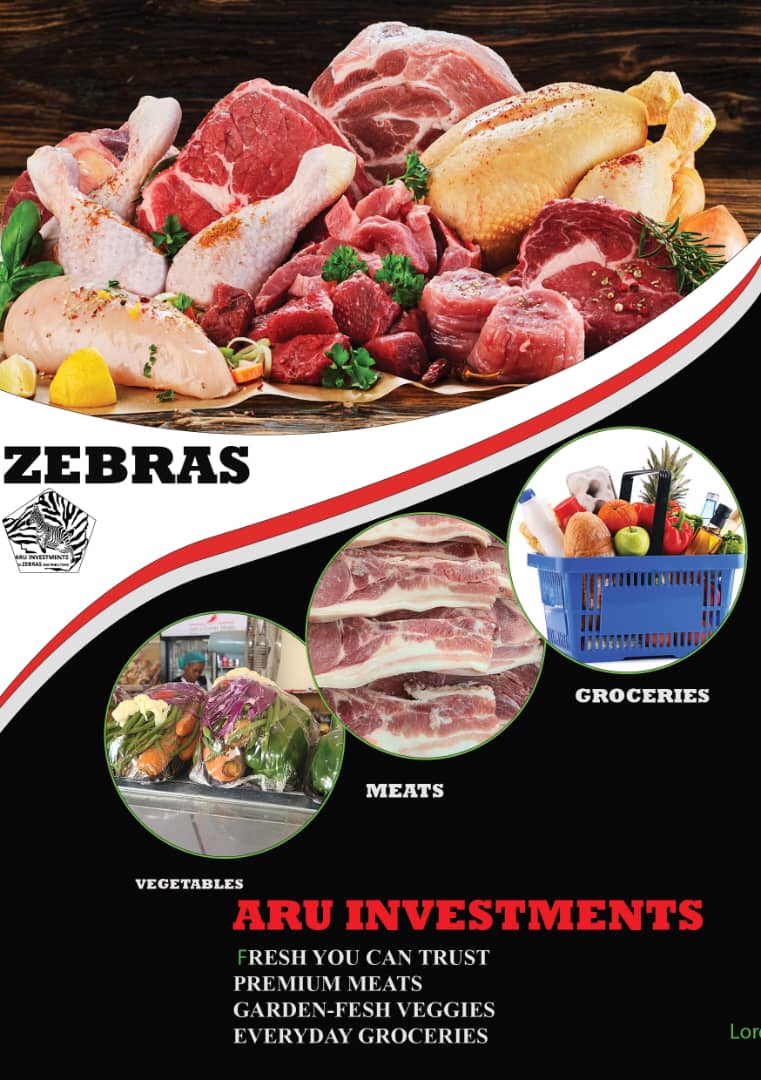 ZEBRAS
ARU INVESTMENTS
ZEBRAS
GROCERIES
MEATS
VEGETABLES
ARU INVESTMENTS
FRESH YOU CAN TRUST
PREMIUM MEATS
GARDEN-FESH VEGGIES
EVERYDAY GROCERIES
Lore